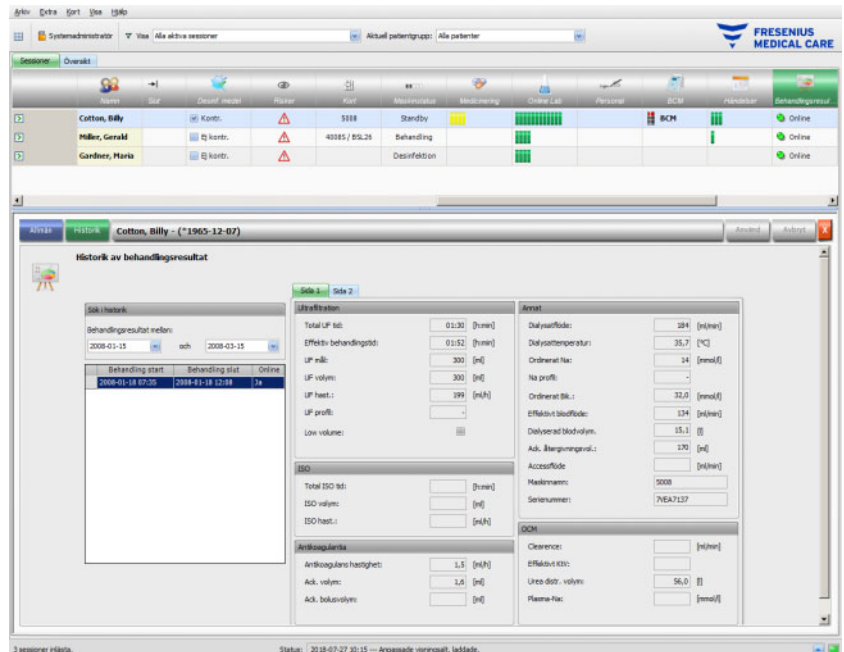 Arkiv Extra Kort Visa Hjälp
Systemadministratör Visa Alla aktiva sessioner Aktuell patientgrupp: Alla patienter
FRESENIUS
MEDICAL CARE
Sessioner Översikt
Namn Slut Desinf. medel Risker Kort Maskinstatus Medicinering Online Lab Personal BCM Händelser Behandlingsresul
Cotton, Billy Kontr. 5008 Standby BCM Online
Miller, Gerald Ej kontr. 4008S / BSL26 Behandling Online
Gardner, Maria Ej kontr. Desinfektion Online
Allmän Historik Cotton, Billy - (*1965-12-07) Använd Avbryt X
Historik av behandlingsresultat
Sida 1 Sida 2
Sök i historik
Behandlingsresultat mellan:
2008-01-15 och 2008-03-15
Behandling start Behandling slut Online
2008-01-18 07:35 2008-01-18 12:08 Ja
Ultrafiltration
Total UF tid: 01:30 [h:min]
Effektiv behandlingstid: 01:52 [h:min]
UF mål: 300 [ml]
UF volym: 300 [ml]
UF hast.: 199 [ml/h]
UF profil: -
Low volume:
ISO
Total ISO tid: [h:min]
ISO volym: [ml]
ISO hast.: [ml/h]
Antikoagulantia
Antikoagulans hastighet: 1,5 [ml/h]
Ack. volym: 1,6 [ml]
Ack. bolusvolym: [ml]
Annat
Dialysatflöde: 184 [ml/min]
Dialysattemperatur: 35,7 [°C]
Ordinerat Na: 14 [mmol/l]
Na profil: -
Ordinerat Bik.: 32,0 [mmol/l]
Effektivt blodflöde: 134 [ml/min]
Dialyserad blodvolym. 15,1 [l]
Ack. återgivningsvol.: 170 [ml]
Accessflöde [ml/min]
Maskinnamn: 5008
Serienummer: 7VEA7137
OCM
Clearence: [ml/min]
Effektivt Kt/V:
Urea distr. volym: 56,0 [l]
Plasma-Na: [mmol/l]
3 sessioner inlästa. Status: 2018-07-27 10:15 — Anpassade visningsalt. laddade.